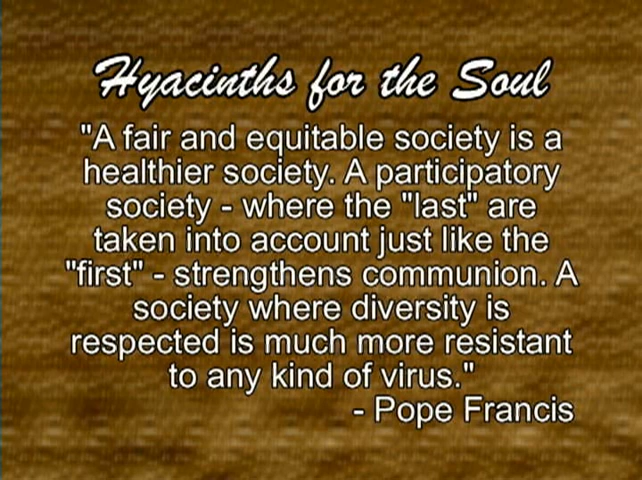 Hyacinths for the Soul
"A fair and equitable society is a
healthier society. A participatory
society - where the "last" are
taken into account just like the
"first" - strengthens communion. A
society where diversity is
respected is much more resistant
to any kind of virus."
- Pope Francis